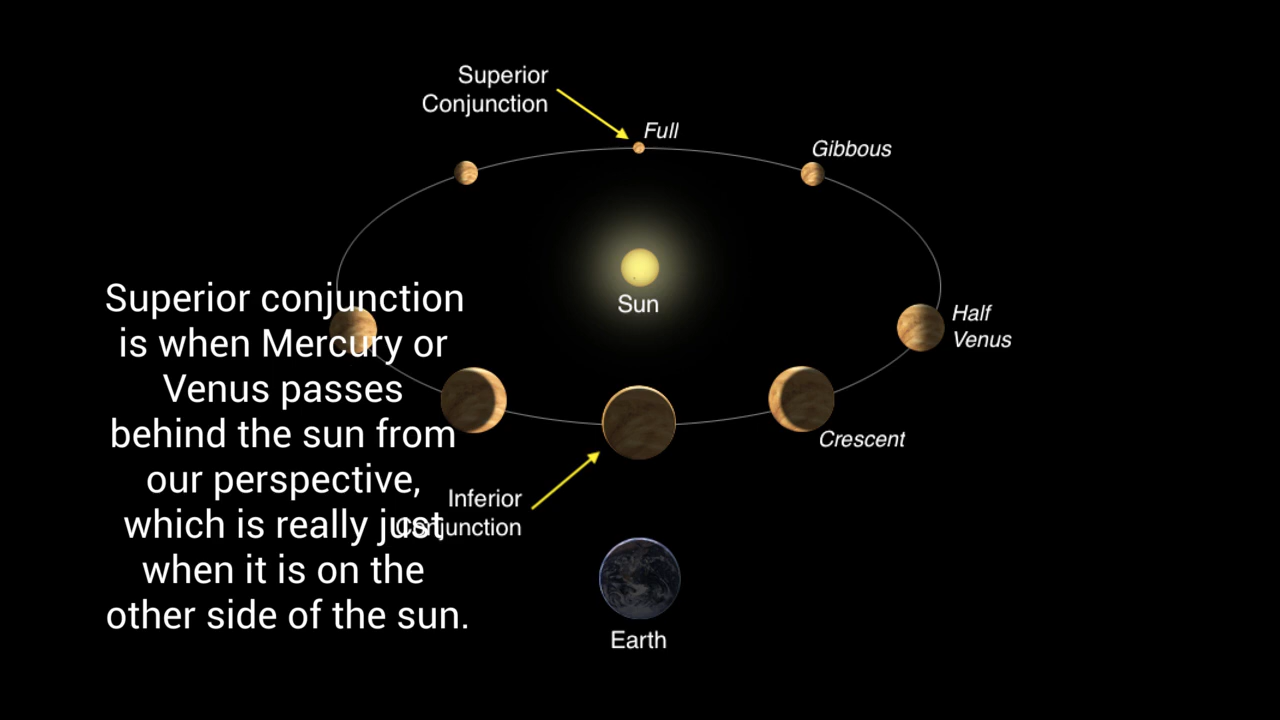 Superior
Conjunction
Full
Gibbous
Sun
Half
Venus
Crescent
Superior conjunction
is when Mercury or
Venus passes
behind the sun from
our perspective,
which is really just
when it is on the
other side of the sun.
Inferior
Conjunction
Earth